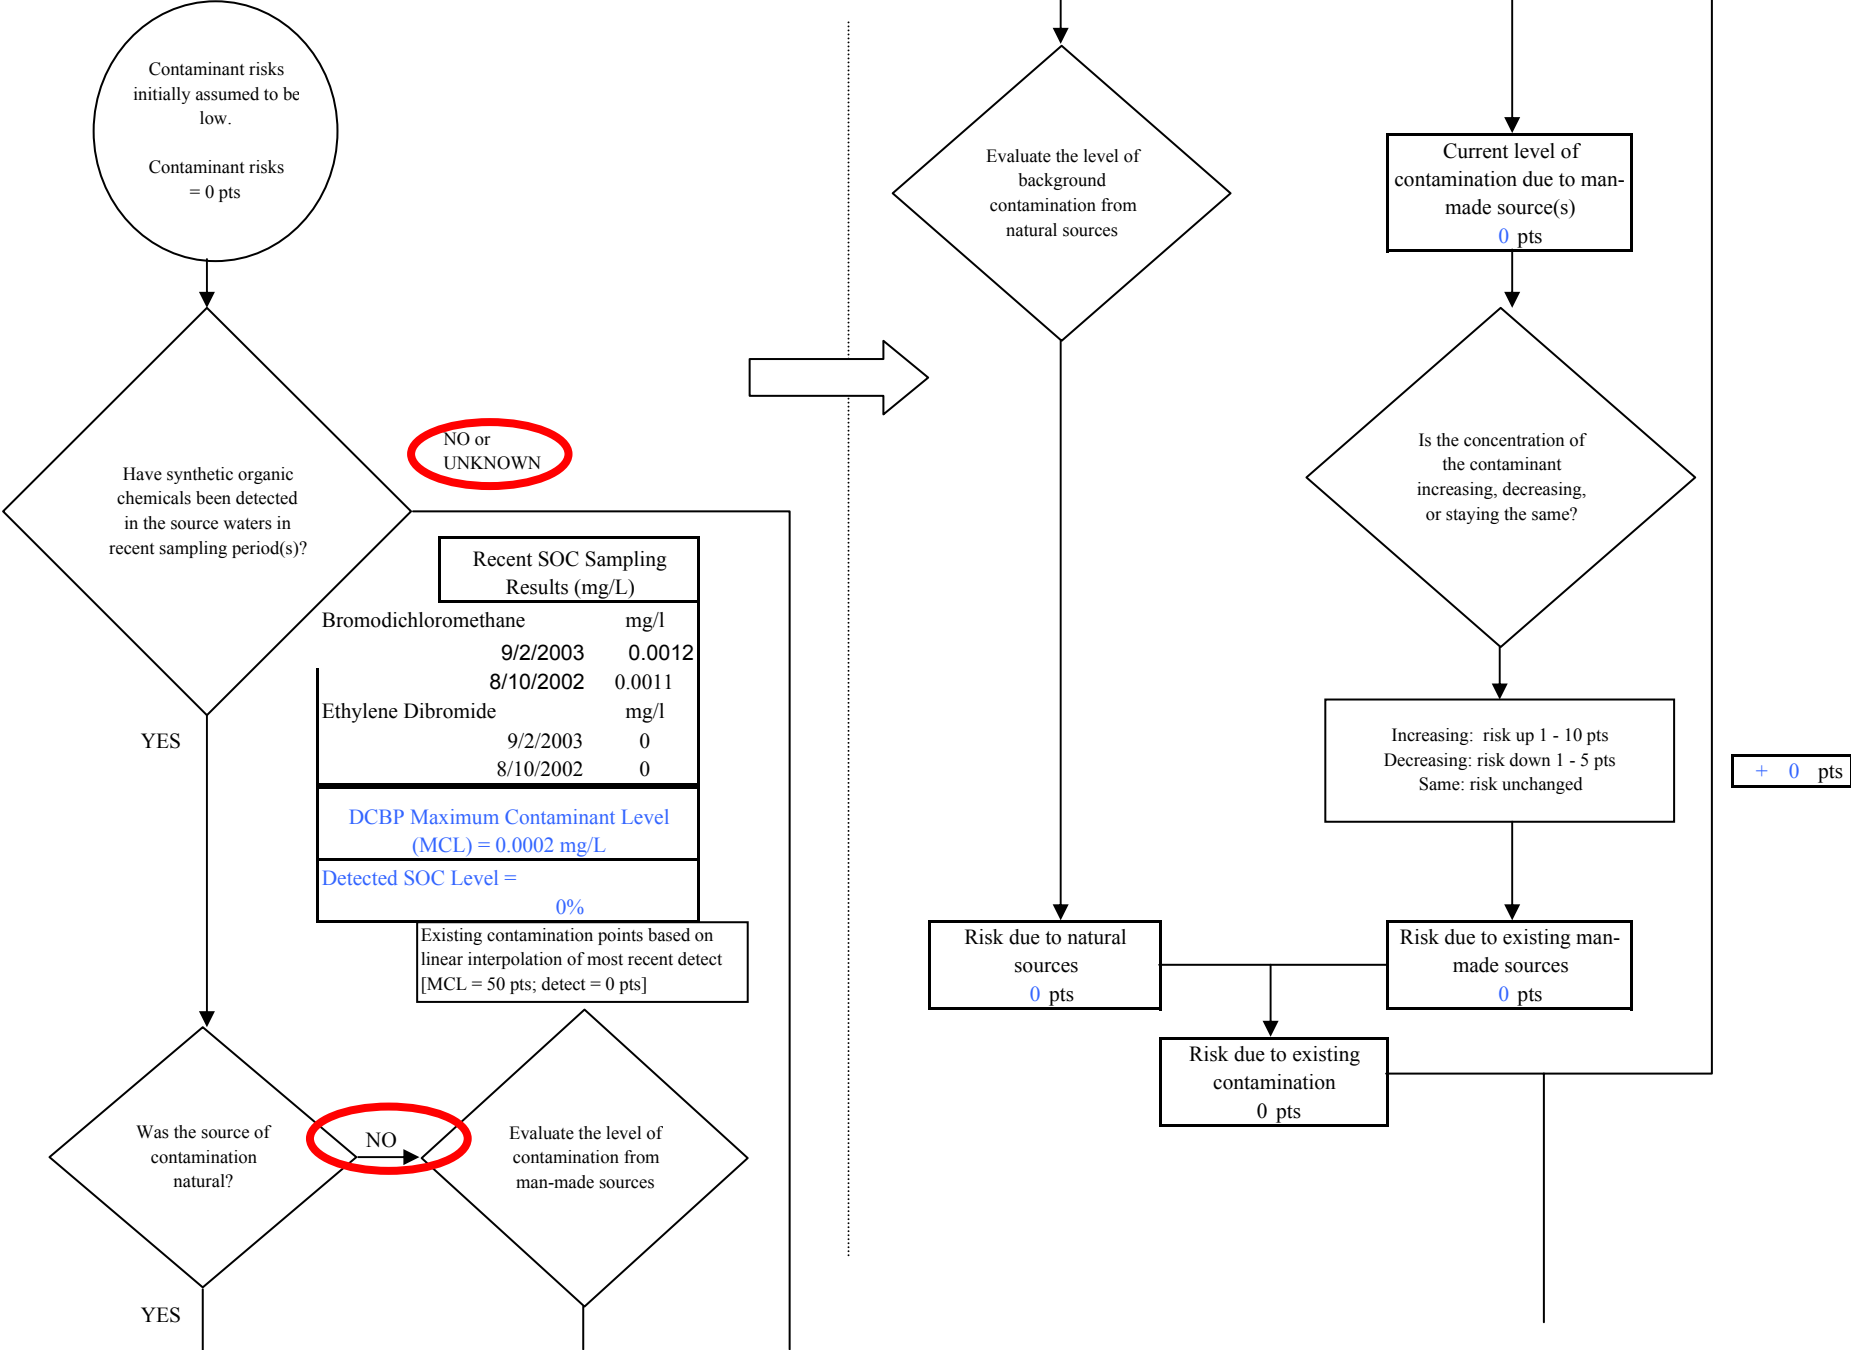 Contaminant risks
initially assumed to be
low.
Contaminant risks
= 0 pts
Have synthetic organic
chemicals been detected
in the source waters in
recent sampling period(s)?
NO or
UNKNOWN
YES
Recent SOC Sampling
Results (mg/L)
Bromodichloromethane mg/l
9/2/2003 0.0012
8/10/2002 0.0011
Ethylene Dibromide mg/l
9/2/2003 0
8/10/2002 0
DCBP Maximum Contaminant Level
(MCL) = 0.0002 mg/L
Detected SOC Level =
0%
Existing contamination points based on
linear interpolation of most recent detect
[MCL = 50 pts; detect = 0 pts]
Was the source of
contamination
natural?
NO
Evaluate the level of
contamination from
man-made sources
YES
Evaluate the level of
background
contamination from
natural sources
Current level of
contamination due to man-
made source(s)
0 pts
Is the concentration of
the contaminant
increasing, decreasing,
or staying the same?
Increasing: risk up 1 - 10 pts
Decreasing: risk down 1 - 5 pts
Same: risk unchanged
+ 0 pts
Risk due to natural
sources
0 pts
Risk due to existing man-
made sources
0 pts
Risk due to existing
contamination
0 pts